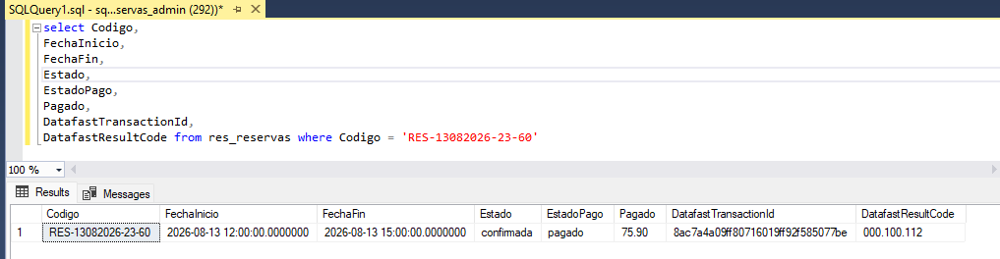 SQLQuery1.sql - sq...servas_admin (292))*
select Codigo,
FechaInicio,
FechaFin,
Estado,
EstadoPago,
Pagado,
DatafastTransactionId,
DatafastResultCode from res_reservas where Codigo = 'RES-13082026-23-60'
100 %
Results Messages
Codigo FechaInicio FechaFin Estado EstadoPago Pagado DatafastTransactionId DatafastResultCode
1 RES-13082026-23-60 2026-08-13 12:00:00.0000000 2026-08-13 15:00:00.0000000 confirmada pagado 75.90 8ac7a4a09ff80716019ff92f585077be 000.100.112